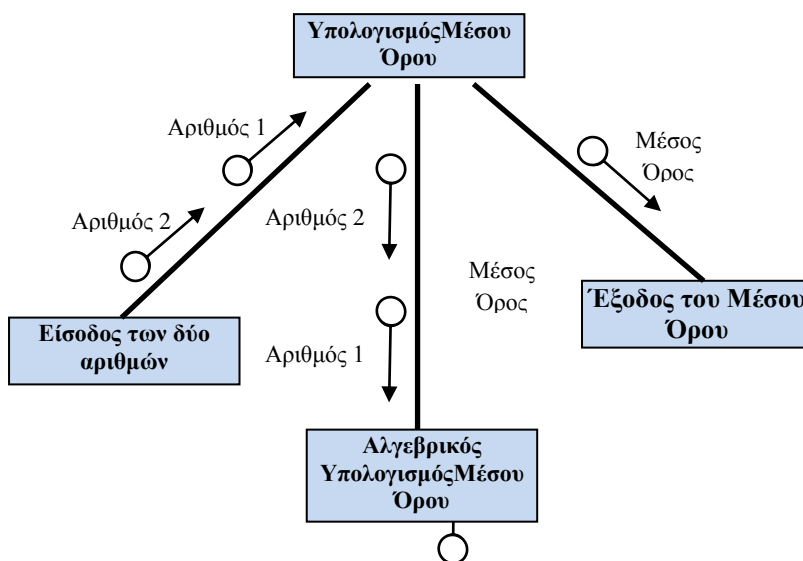 ΥπολογισμόςΜέσου
Όρου
Αριθμός 1
Μέσος
Όρος
Αριθμός 2
Αριθμός 2
Μέσος
Όρος
Έξοδος του Μέσου
Όρου
Είσοδος των δύο
αριθμών
Αριθμός 1
Αλγεβρικός
ΥπολογισμόςΜέσου
Όρου